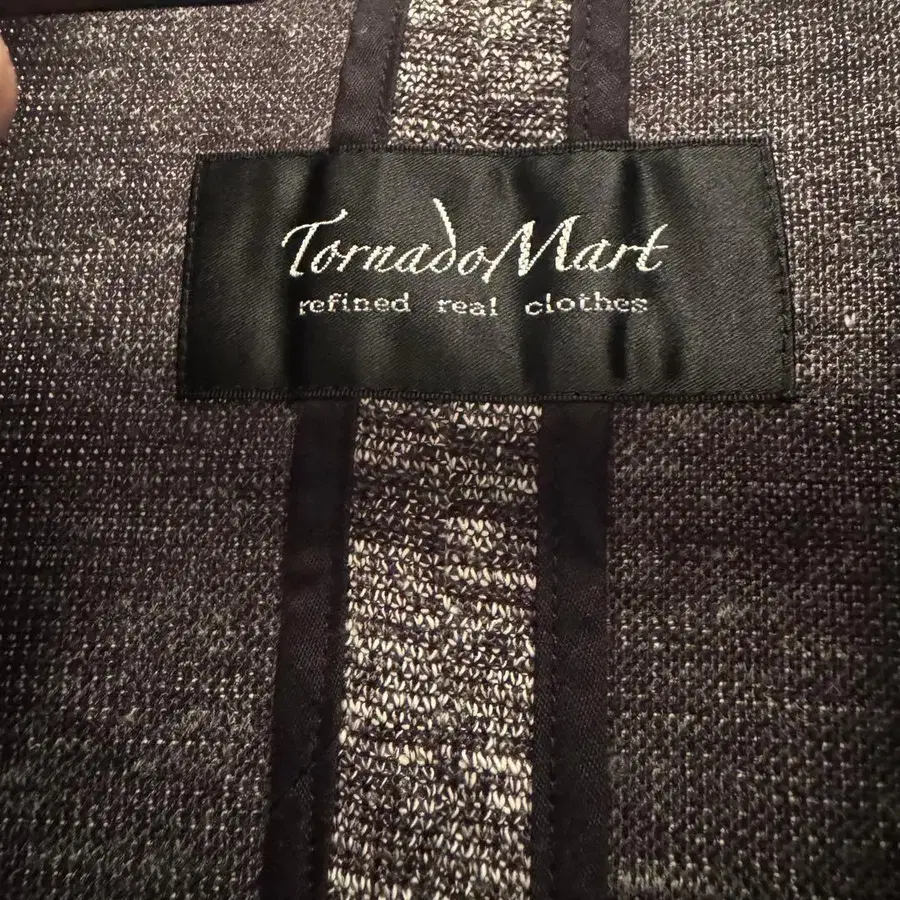 TornadoMart
refined real clothes